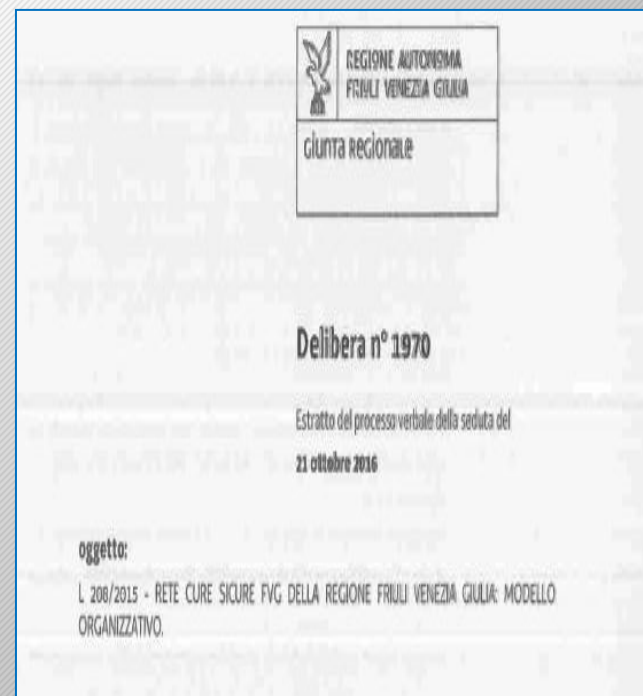 REGIONE AUTONOMA
FRIULI VENEZIA GIULIA
giunta regionale
Delibera n° 1970
Estratto del processo verbale della seduta del
21 ottobre 2016
oggetto:
L 208/2015 - RETE CURE SICURE FVG DELLA REGIONE FRIULI VENEZIA GIULIA: MODELLO
ORGANIZZATIVO.